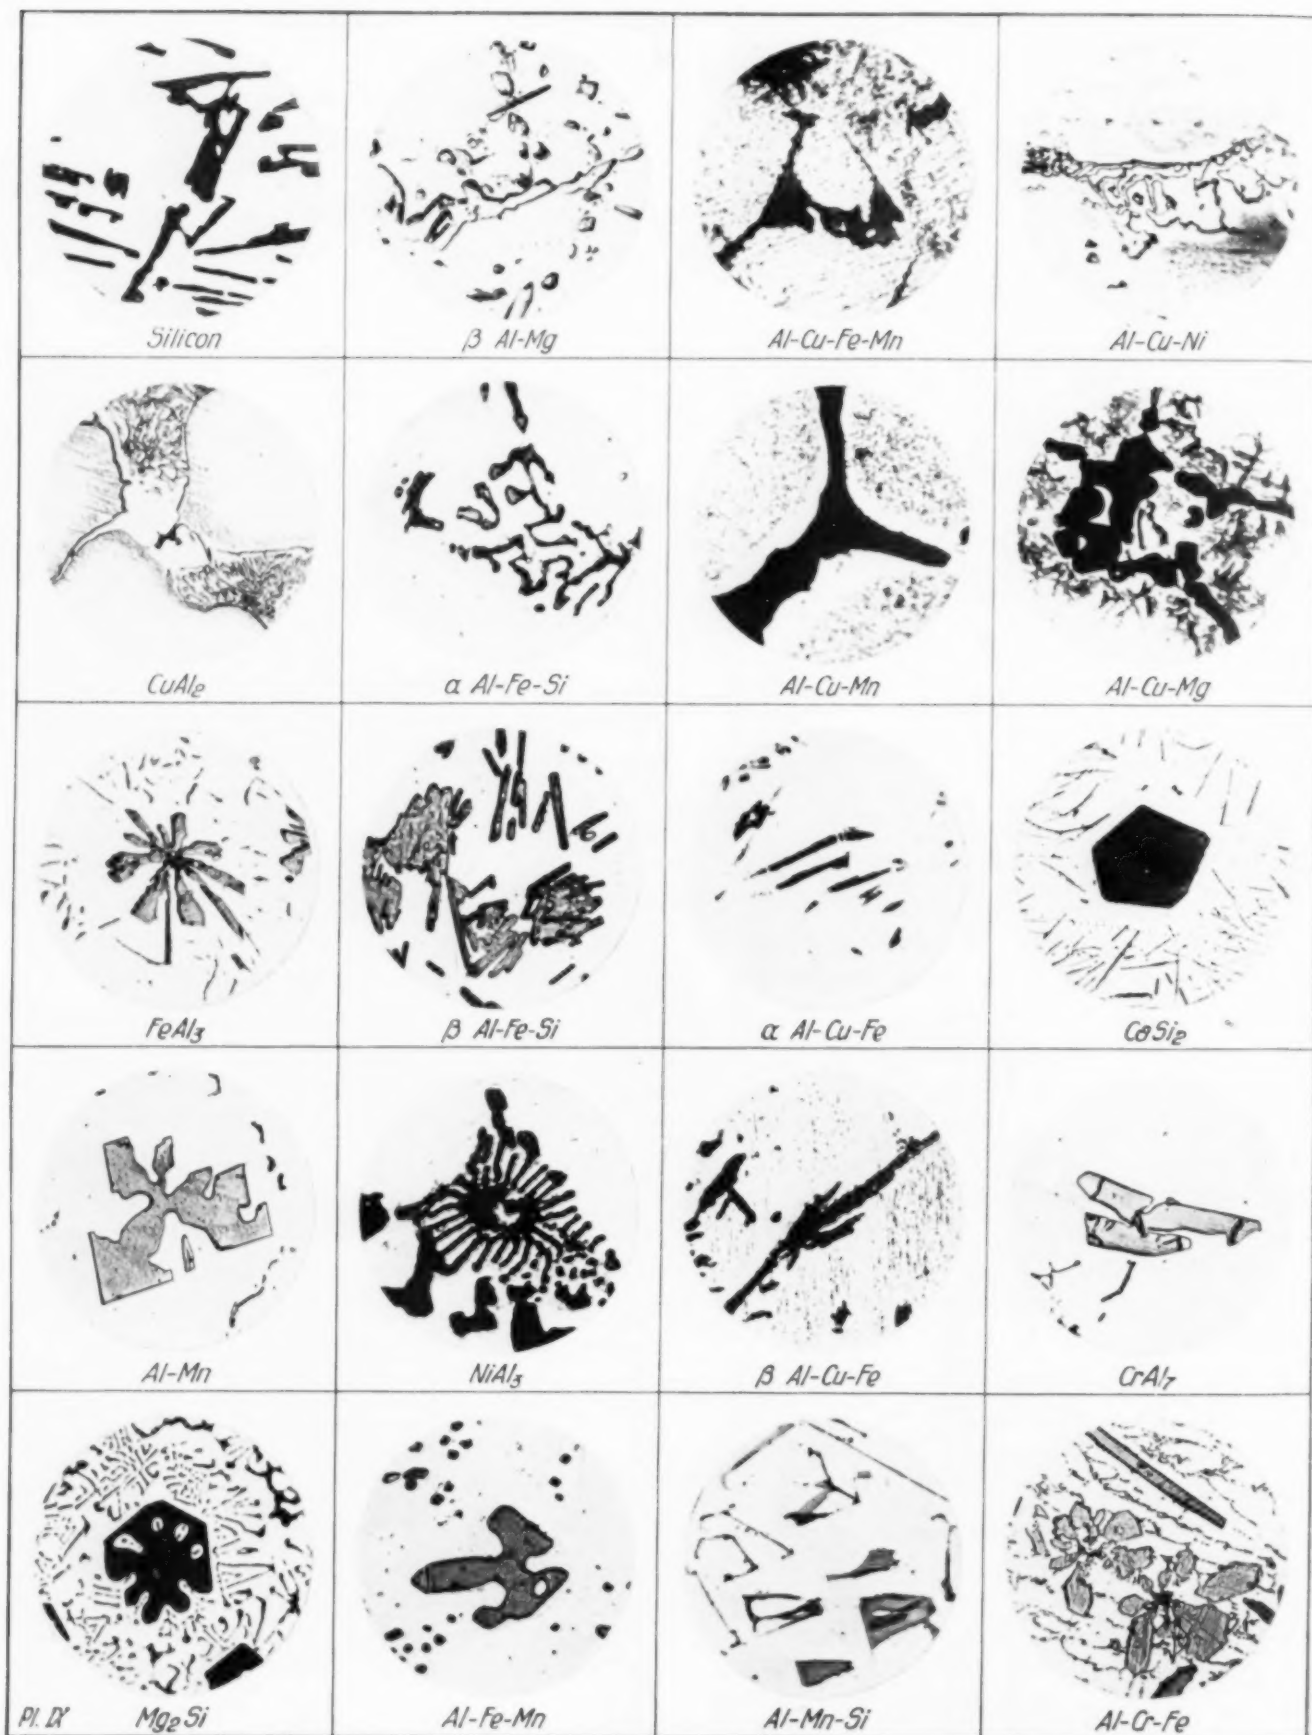 Silicon
β Al-Mg
Al-Cu-Fe-Mn
Al-Cu-Ni
CuAl₂
α Al-Fe-Si
Al-Cu-Mn
Al-Cu-Mg
FeAl₃
β Al-Fe-Si
α Al-Cu-Fe
CaSi₂
Al-Mn
NiAl₃
β Al-Cu-Fe
CrAl₇
Pl. IX Mg₂Si
Al-Fe-Mn
Al-Mn-Si
Al-Cr-Fe